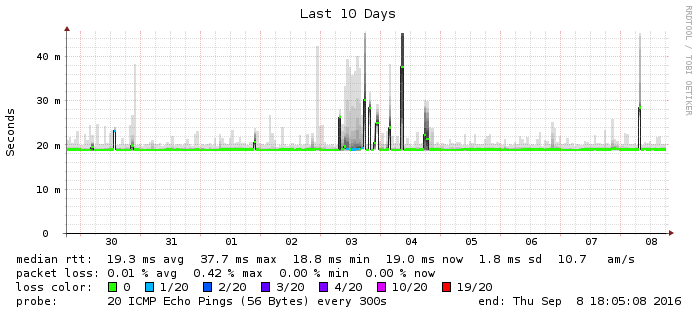 Last 10 Days
RRDTOOL / TOBI OETIKER
Seconds
40 m
30 m
20 m
10 m
0
30 31 01 02 03 04 05 06 07 08
median rtt: 19.3 ms avg 37.7 ms max 18.8 ms min 19.0 ms now 1.8 ms sd 10.7 am/s
packet loss: 0.01 % avg 0.42 % max 0.00 % min 0.00 % now
loss color: 0 1/20 2/20 3/20 4/20 10/20 19/20
probe: 20 ICMP Echo Pings (56 Bytes) every 300s end: Thu Sep 8 18:05:08 2016